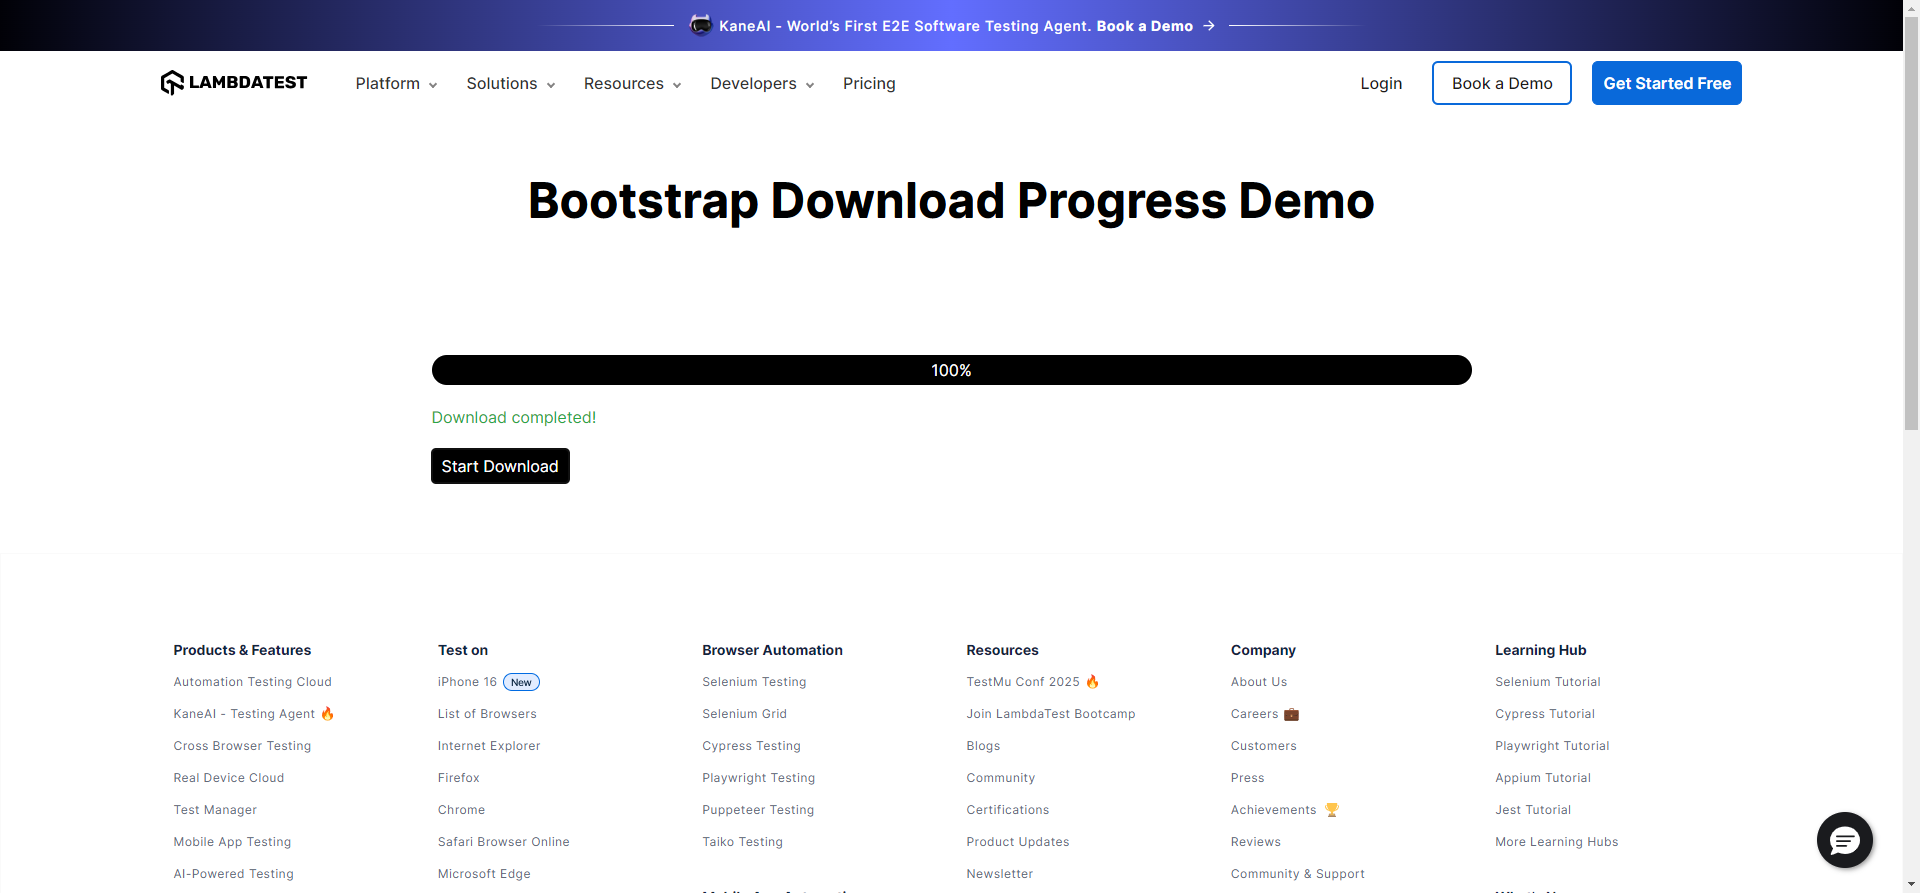 KaneAI - World's First E2E Software Testing Agent. Book a Demo →
LAMBDATEST Platform Solutions Resources Developers Pricing Login Book a Demo Get Started Free
Bootstrap Download Progress Demo
100%
Download completed!
Start Download
Products & Features
Automation Testing Cloud
KaneAI - Testing Agent 🔥
Cross Browser Testing
Real Device Cloud
Test Manager
Mobile App Testing
AI-Powered Testing
Test on
iPhone 16 New
List of Browsers
Internet Explorer
Firefox
Chrome
Safari Browser Online
Microsoft Edge
Browser Automation
Selenium Testing
Selenium Grid
Cypress Testing
Playwright Testing
Puppeteer Testing
Taiko Testing
Resources
TestMu Conf 2025 🔥
Join LambdaTest Bootcamp
Blogs
Community
Certifications
Product Updates
Newsletter
Company
About Us
Careers 💼
Customers
Press
Achievements 🏆
Reviews
Community & Support
Learning Hub
Selenium Tutorial
Cypress Tutorial
Playwright Tutorial
Appium Tutorial
Jest Tutorial
More Learning Hubs